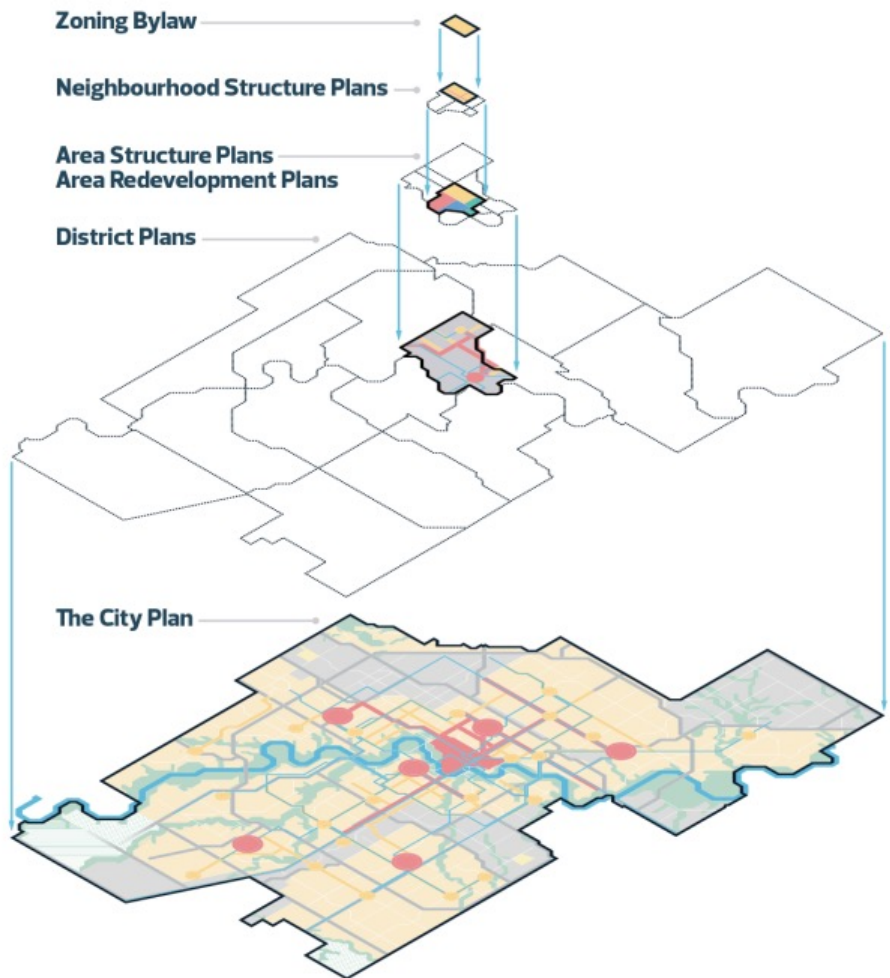 Zoning Bylaw
Neighbourhood Structure Plans
Area Structure Plans
Area Redevelopment Plans
District Plans
The City Plan